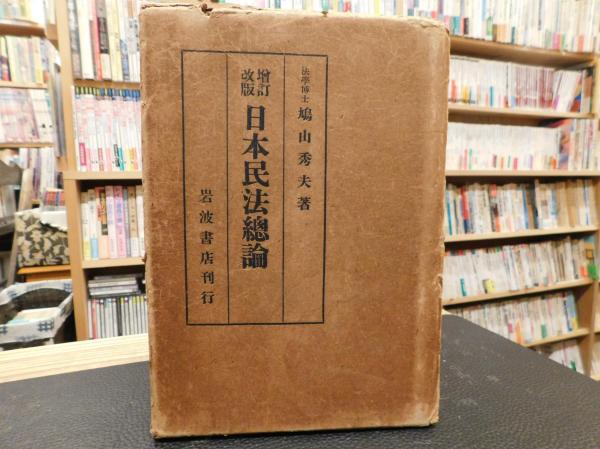 法學博士 鳩山秀夫著
增訂
改版
日本民法總論
岩波書店刊行